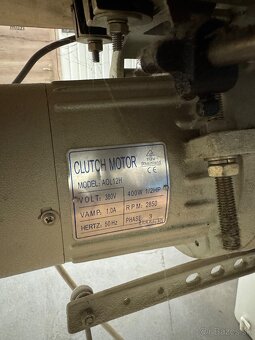 CLUTCH MOTOR
MODEL: AOL12H
VOLT: 380V 400W 1/2HP
VAMP: 1.0A R.P.M: 2850
HERTZ: 50Hz PHASE: 3
CE